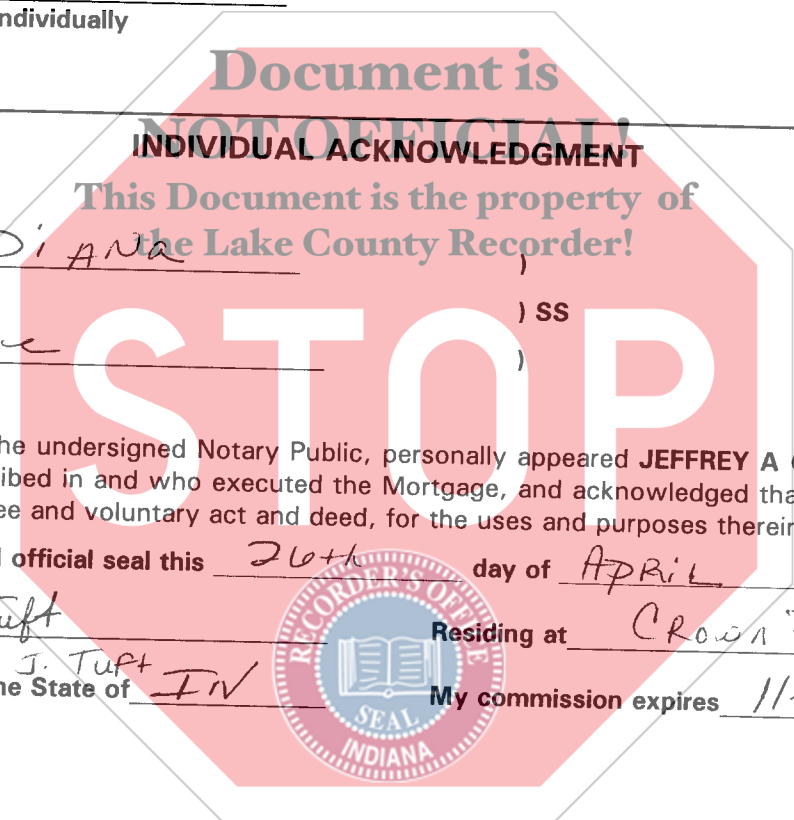 ndividually
Document is
NOT OFFICIAL!
INDIVIDUAL ACKNOWLEDGMENT
This Document is the property of
the Lake County Recorder!
DiANa )
) SS
)
STOP
he undersigned Notary Public, personally appeared JEFFREY A
ibed in and who executed the Mortgage, and acknowledged tha
ee and voluntary act and deed, for the uses and purposes therein
official seal this 26th day of APRiL
Tuft Residing at CROwn
J. Tuft
ne State of IN My commission expires 11
RECORDER'S OFFICE
SEAL
INDIANA